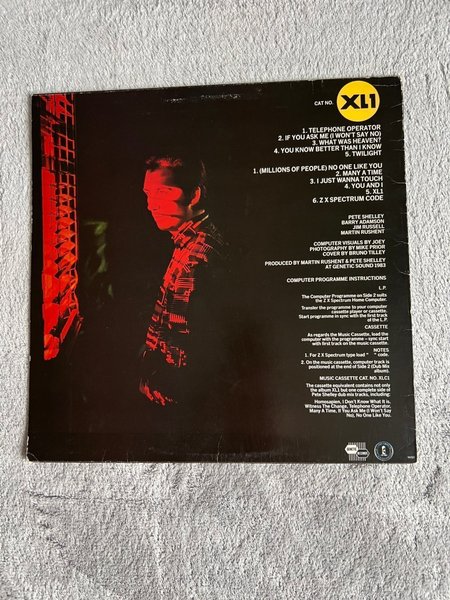 CAT NO. XL1
1. TELEPHONE OPERATOR
2. IF YOU ASK ME (I WON'T SAY NO)
3. WHAT WAS HEAVEN?
4. YOU KNOW BETTER THAN I KNOW
5. TWILIGHT
1. (MILLIONS OF PEOPLE) NO ONE LIKE YOU
2. MANY A TIME
3. I JUST WANNA TOUCH
4. YOU AND I
5. XL1
6. Z X SPECTRUM CODE
PETE SHELLEY
BARRY ADAMSON
JIM RUSSELL
MARTIN RUSHENT
COMPUTER VISUALS BY JOEY
PHOTOGRAPHY BY MIKE PRIOR
COVER BY BRUNO TILLEY
PRODUCED BY MARTIN RUSHENT & PETE SHELLEY
AT GENETIC SOUND 1983
COMPUTER PROGRAMME INSTRUCTIONS
L.P.
The Computer Programme on Side 2 suits
the Z X Spectrum Home Computer.
Transfer the programme to your computer
cassette player or cassette.
Start programme in sync with the first track
of the L.P.
CASSETTE
As regards the Music Cassette, load the
computer with the programme – sync start
with first track on the music cassette.
NOTES
1. For Z X Spectrum type load " " code.
2. On the music cassette, computer track is
positioned at the end of Side 2 (Dub Mix
album).
MUSIC CASSETTE CAT. NO. XLC1
The cassette equivalent contains not only
the album XL1 but one complete side of
Pete Shelley dub mix tracks, including:
Homosapien, I Don't Know What It is,
Witness The Change, Telephone Operator,
Many A Time, If You Ask Me (I Won't Say
No), No One Like You.